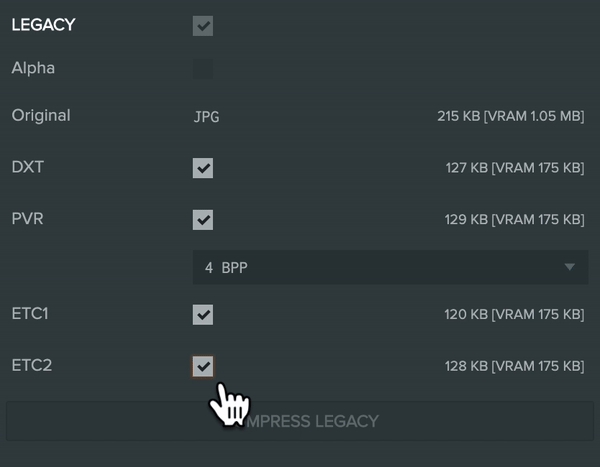 LEGACY
Alpha
Original JPG 215 KB [VRAM 1.05 MB]
DXT 127 KB [VRAM 175 KB]
PVR 129 KB [VRAM 175 KB]
4 BPP
ETC1 120 KB [VRAM 175 KB]
ETC2 128 KB [VRAM 175 KB]
MPRESS LEGACY